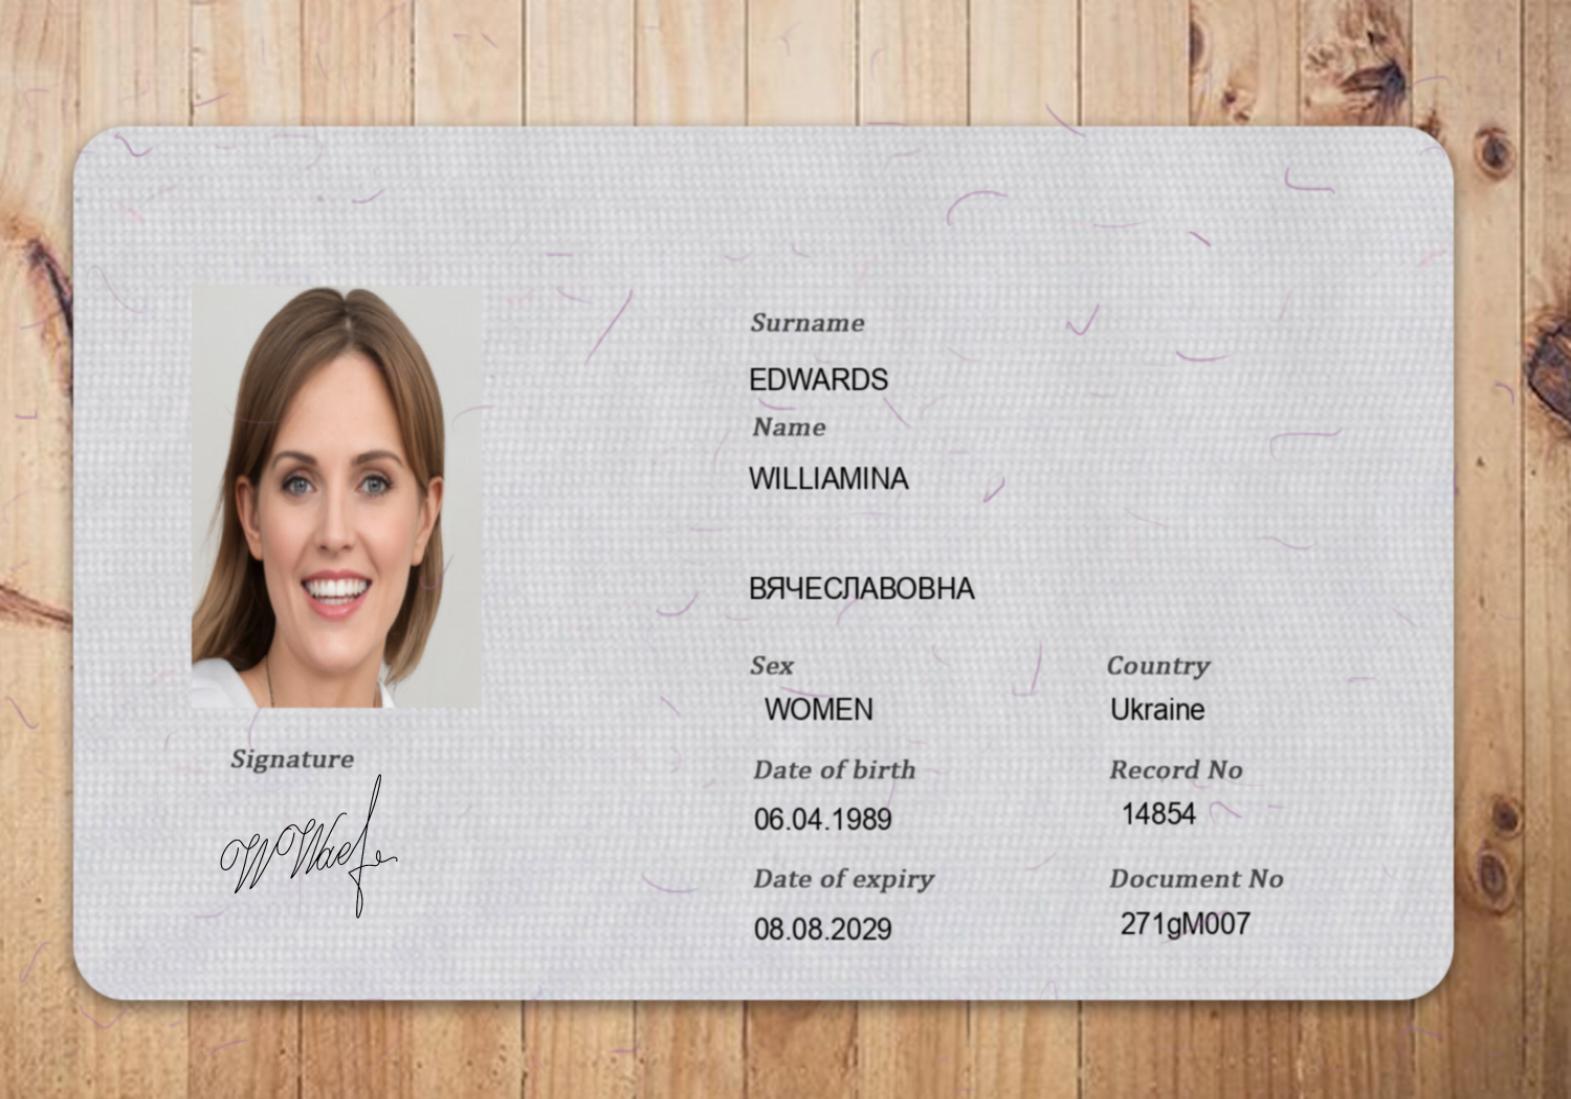 Surname
EDWARDS
Name
WILLIAMINA
ВЯЧЕСЛАВОВНА
Sex Country
WOMEN Ukraine
Date of birth Record No
06.04.1989 14854
Date of expiry Document No
08.08.2029 271gM007
Signature